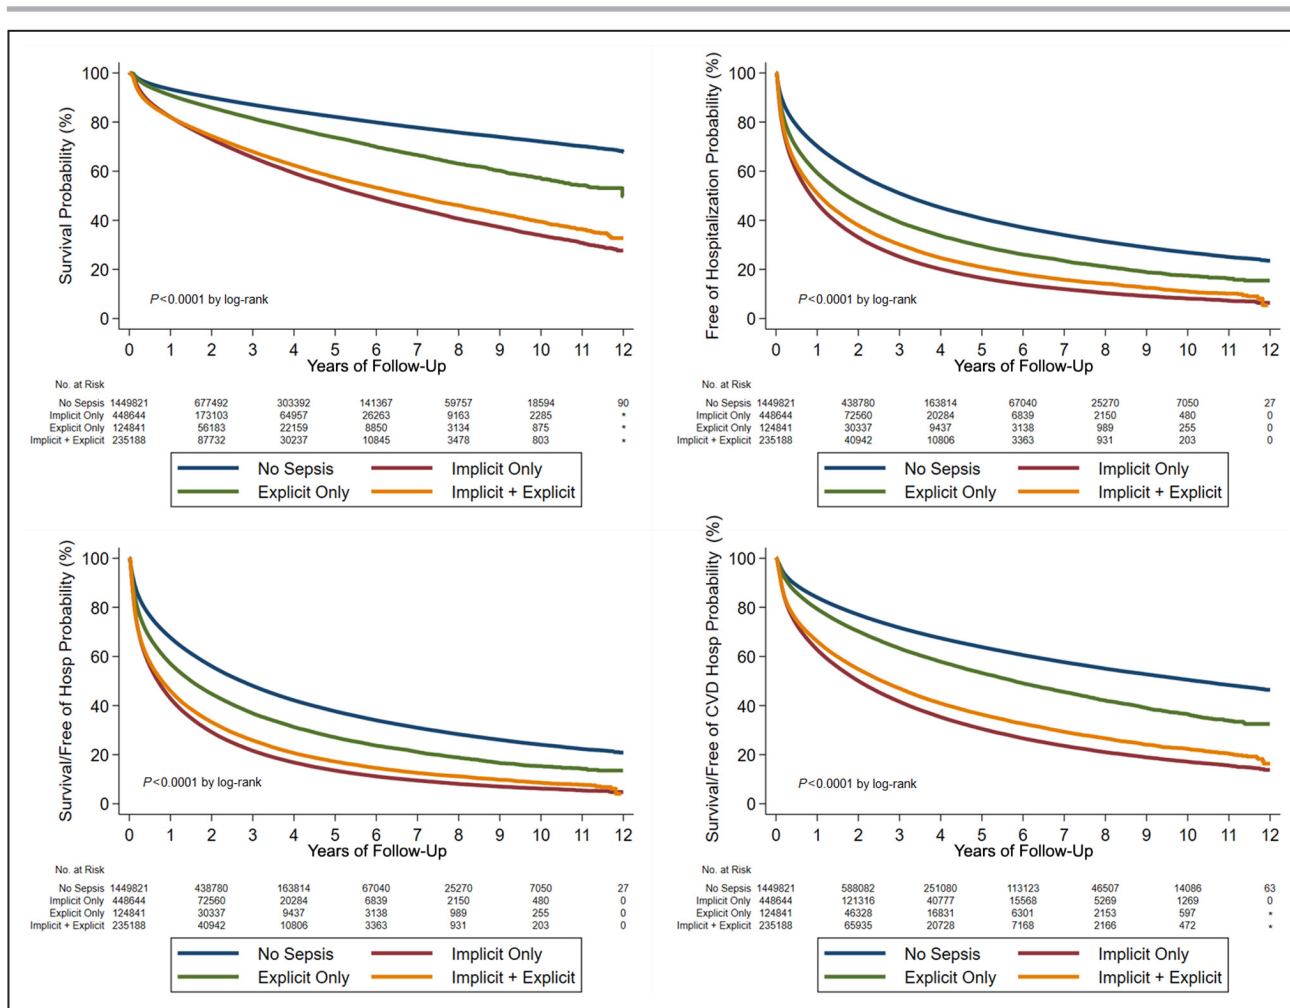 Survival Probability (%)
100
80
60
40
20
0
P<0.0001 by log-rank
0 1 2 3 4 5 6 7 8 9 10 11 12
Years of Follow-Up
No. at Risk
No Sepsis 1449821 677492 303392 141367 59757 18594 90
Implicit Only 448644 173103 64957 26263 9163 2285 *
Explicit Only 124841 56183 22159 8850 3134 875 *
Implicit + Explicit 235188 87732 30237 10845 3478 803 *
No Sepsis Implicit Only
Explicit Only Implicit + Explicit
Free of Hospitalization Probability (%)
100
80
60
40
20
0
P<0.0001 by log-rank
0 1 2 3 4 5 6 7 8 9 10 11 12
Years of Follow-Up
No. at Risk
No Sepsis 1449821 438780 163814 67040 25270 7050 27
Implicit Only 448644 72560 20284 6839 2150 480 0
Explicit Only 124841 30337 9437 3138 989 255 0
Implicit + Explicit 235188 40942 10806 3363 931 203 0
No Sepsis Implicit Only
Explicit Only Implicit + Explicit
Survival/Free of Hosp Probability (%)
100
80
60
40
20
0
P<0.0001 by log-rank
0 1 2 3 4 5 6 7 8 9 10 11 12
Years of Follow-Up
No. at Risk
No Sepsis 1449821 438780 163814 67040 25270 7050 27
Implicit Only 448644 72560 20284 6839 2150 480 0
Explicit Only 124841 30337 9437 3138 989 255 0
Implicit + Explicit 235188 40942 10806 3363 931 203 0
No Sepsis Implicit Only
Explicit Only Implicit + Explicit
Survival/Free of CVD Hosp Probability (%)
100
80
60
40
20
0
P<0.0001 by log-rank
0 1 2 3 4 5 6 7 8 9 10 11 12
Years of Follow-Up
No. at Risk
No Sepsis 1449821 588082 251080 113123 46507 14086 63
Implicit Only 448644 121316 40777 15568 5269 1269 0
Explicit Only 124841 46328 16831 6301 2153 597 *
Implicit + Explicit 235188 65935 20728 7168 2166 472 *
No Sepsis Implicit Only
Explicit Only Implicit + Explicit